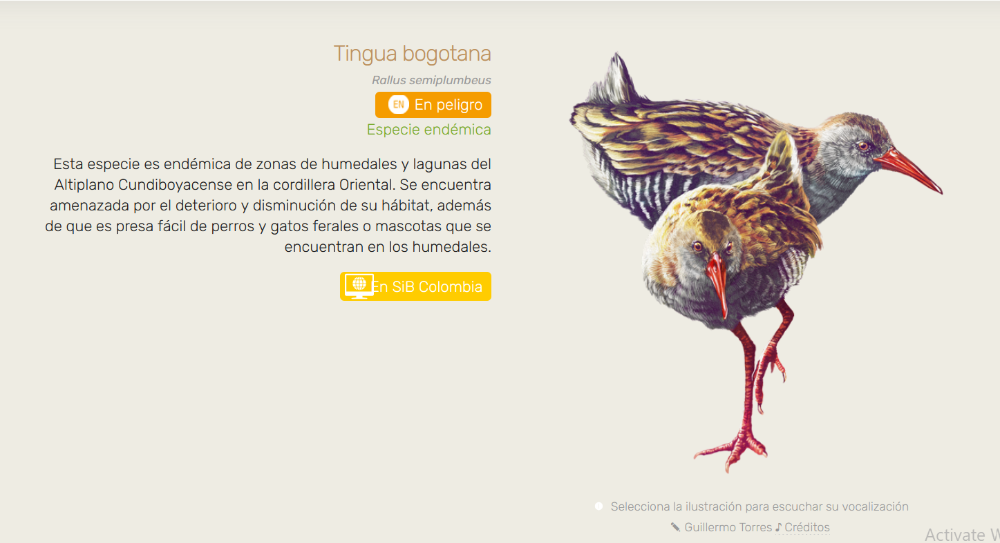 Tingua bogotana
Rallus semiplumbeus
EN En peligro
Especie endémica
Esta especie es endémica de zonas de humedales y lagunas del
Altiplano Cundiboyacense en la cordillera Oriental. Se encuentra
amenazada por el deterioro y disminución de su hábitat, además
de que es presa fácil de perros y gatos ferales o mascotas que se
encuentran en los humedales.
En SiB Colombia
Selecciona la ilustración para escuchar su vocalización
Guillermo Torres Créditos
Activate